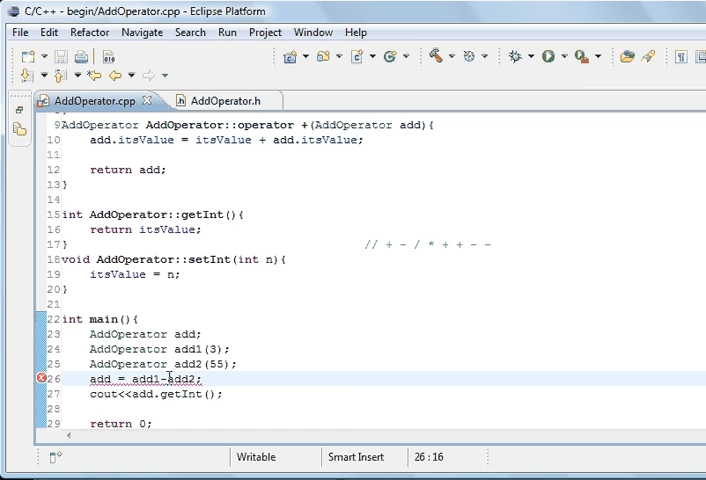 C/C++ - begin/AddOperator.cpp - Eclipse Platform
File Edit Refactor Navigate Search Run Project Window Help
AddOperator.cpp AddOperator.h
9AddOperator AddOperator::operator +(AddOperator add){
10 add.itsValue = itsValue + add.itsValue;
11
12 return add;
13}
14
15int AddOperator::getInt(){
16 return itsValue;
17} // + - / * + + - -
18void AddOperator::setInt(int n){
19 itsValue = n;
20}
21
22int main(){
23 AddOperator add;
24 AddOperator add1(3);
25 AddOperator add2(55);
26 add = add1-add2;
27 cout<<add.getInt();
28
29 return 0;
Writable Smart Insert 26 : 16